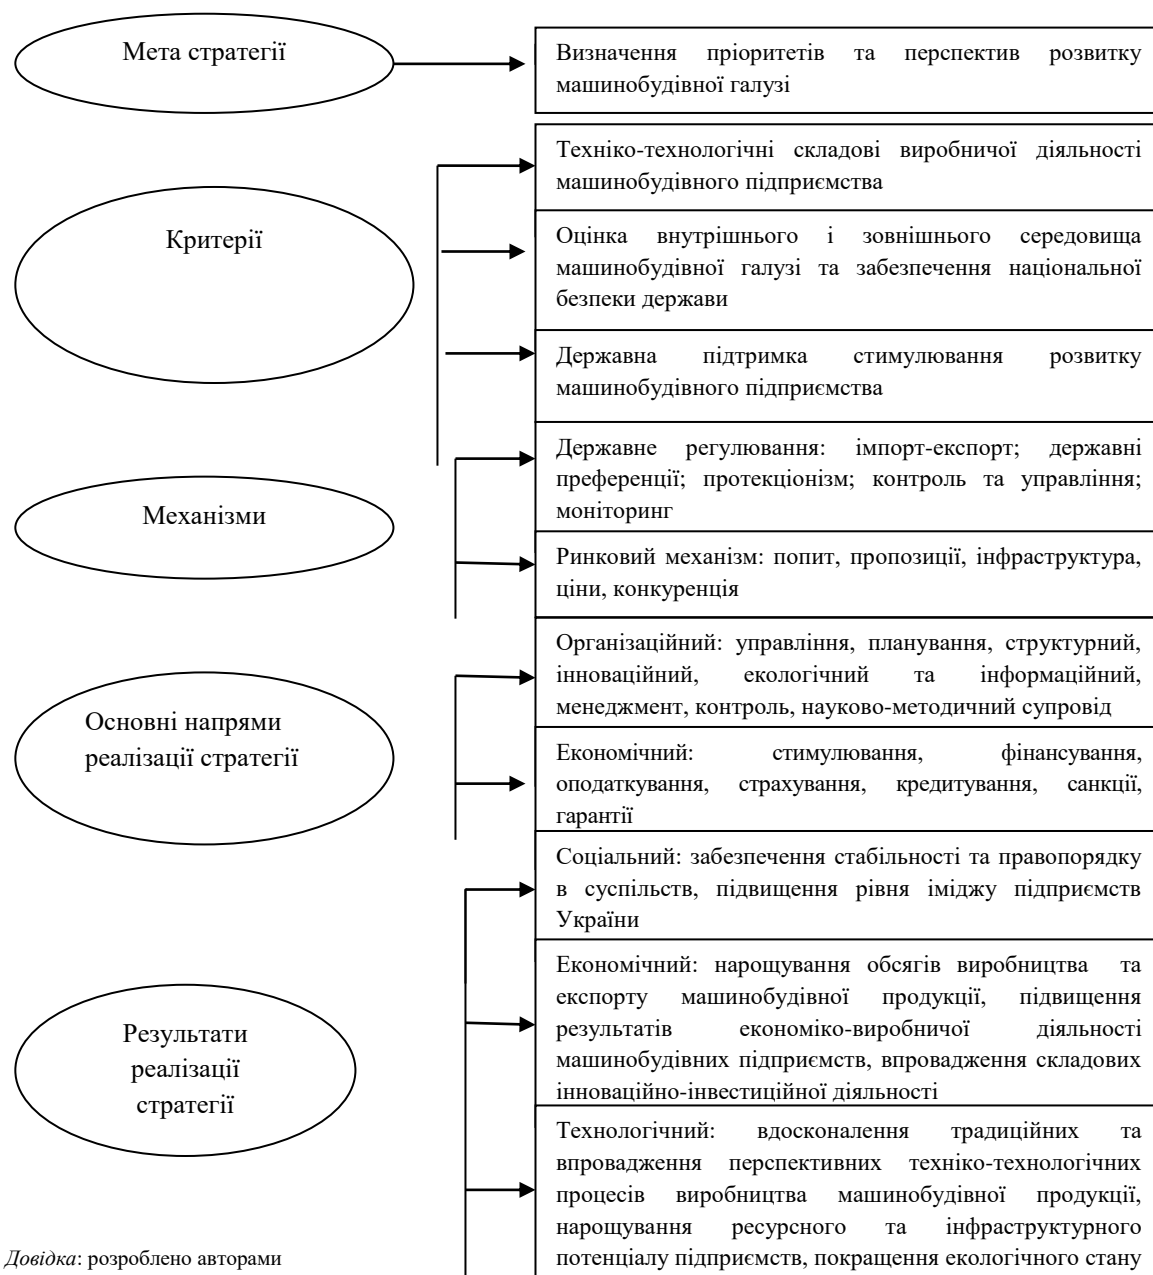 Мета стратегії
Визначення пріоритетів та перспектив розвитку
машинобудівної галузі
Критерії
Техніко-технологічні складові виробничої діяльності
машинобудівного підприємства
Оцінка внутрішнього і зовнішнього середовища
машинобудівної галузі та забезпечення національної
безпеки держави
Державна підтримка стимулювання розвитку
машинобудівного підприємства
Механізми
Державне регулювання: імпорт-експорт; державні
преференції; протекціонізм; контроль та управління;
моніторинг
Ринковий механізм: попит, пропозиції, інфраструктура,
ціни, конкуренція
Основні напрями
реалізації стратегії
Організаційний: управління, планування, структурний,
інноваційний, екологічний та інформаційний,
менеджмент, контроль, науково-методичний супровід
Економічний: стимулювання, фінансування,
оподаткування, страхування, кредитування, санкції,
гарантії
Результати
реалізації
стратегії
Соціальний: забезпечення стабільності та правопорядку
в суспільств, підвищення рівня іміджу підприємств
України
Економічний: нарощування обсягів виробництва та
експорту машинобудівної продукції, підвищення
результатів економіко-виробничої діяльності
машинобудівних підприємств, впровадження складових
інноваційно-інвестиційної діяльності
Технологічний: вдосконалення традиційних та
впровадження перспективних техніко-технологічних
процесів виробництва машинобудівної продукції,
нарощування ресурсного та інфраструктурного
потенціалу підприємств, покращення екологічного стану
Довідка: розроблено авторами